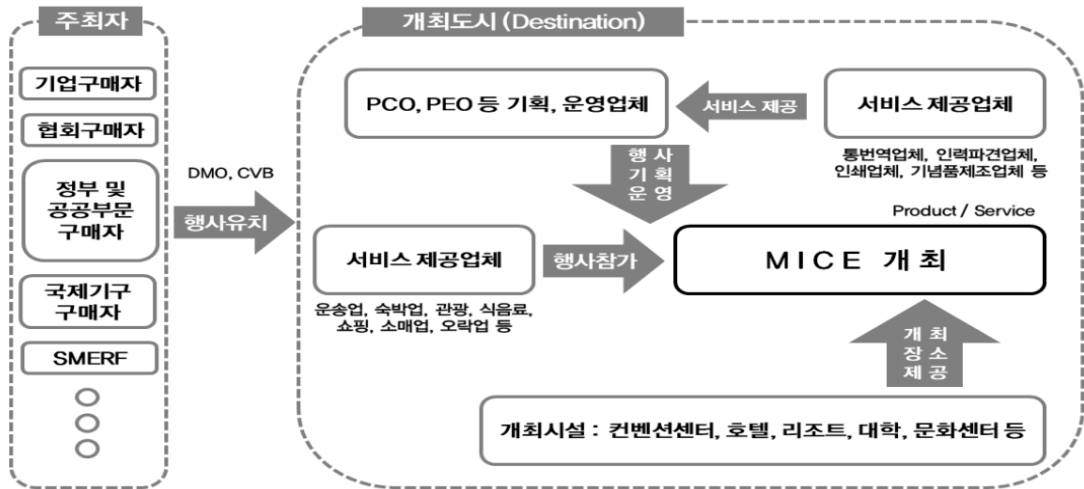 주최자
기업구매자
협회구매자
정부 및
공공부문
구매자
국제기구
구매자
SMERF
DMO, CVB
행사유치
개최도시 (Destination)
PCO, PEO 등 기획, 운영업체
서비스 제공
서비스 제공업체
통번역업체, 인력파견업체,
인쇄업체, 기념품제조업체 등
행 사
기 획
운 영
Product / Service
서비스 제공업체
운송업, 숙박업, 관광, 식음료,
쇼핑, 소매업, 오락업 등
행사참가
MICE 개최
개 최
장 소
제 공
개최시설 : 컨벤션센터, 호텔, 리조트, 대학, 문화센터 등